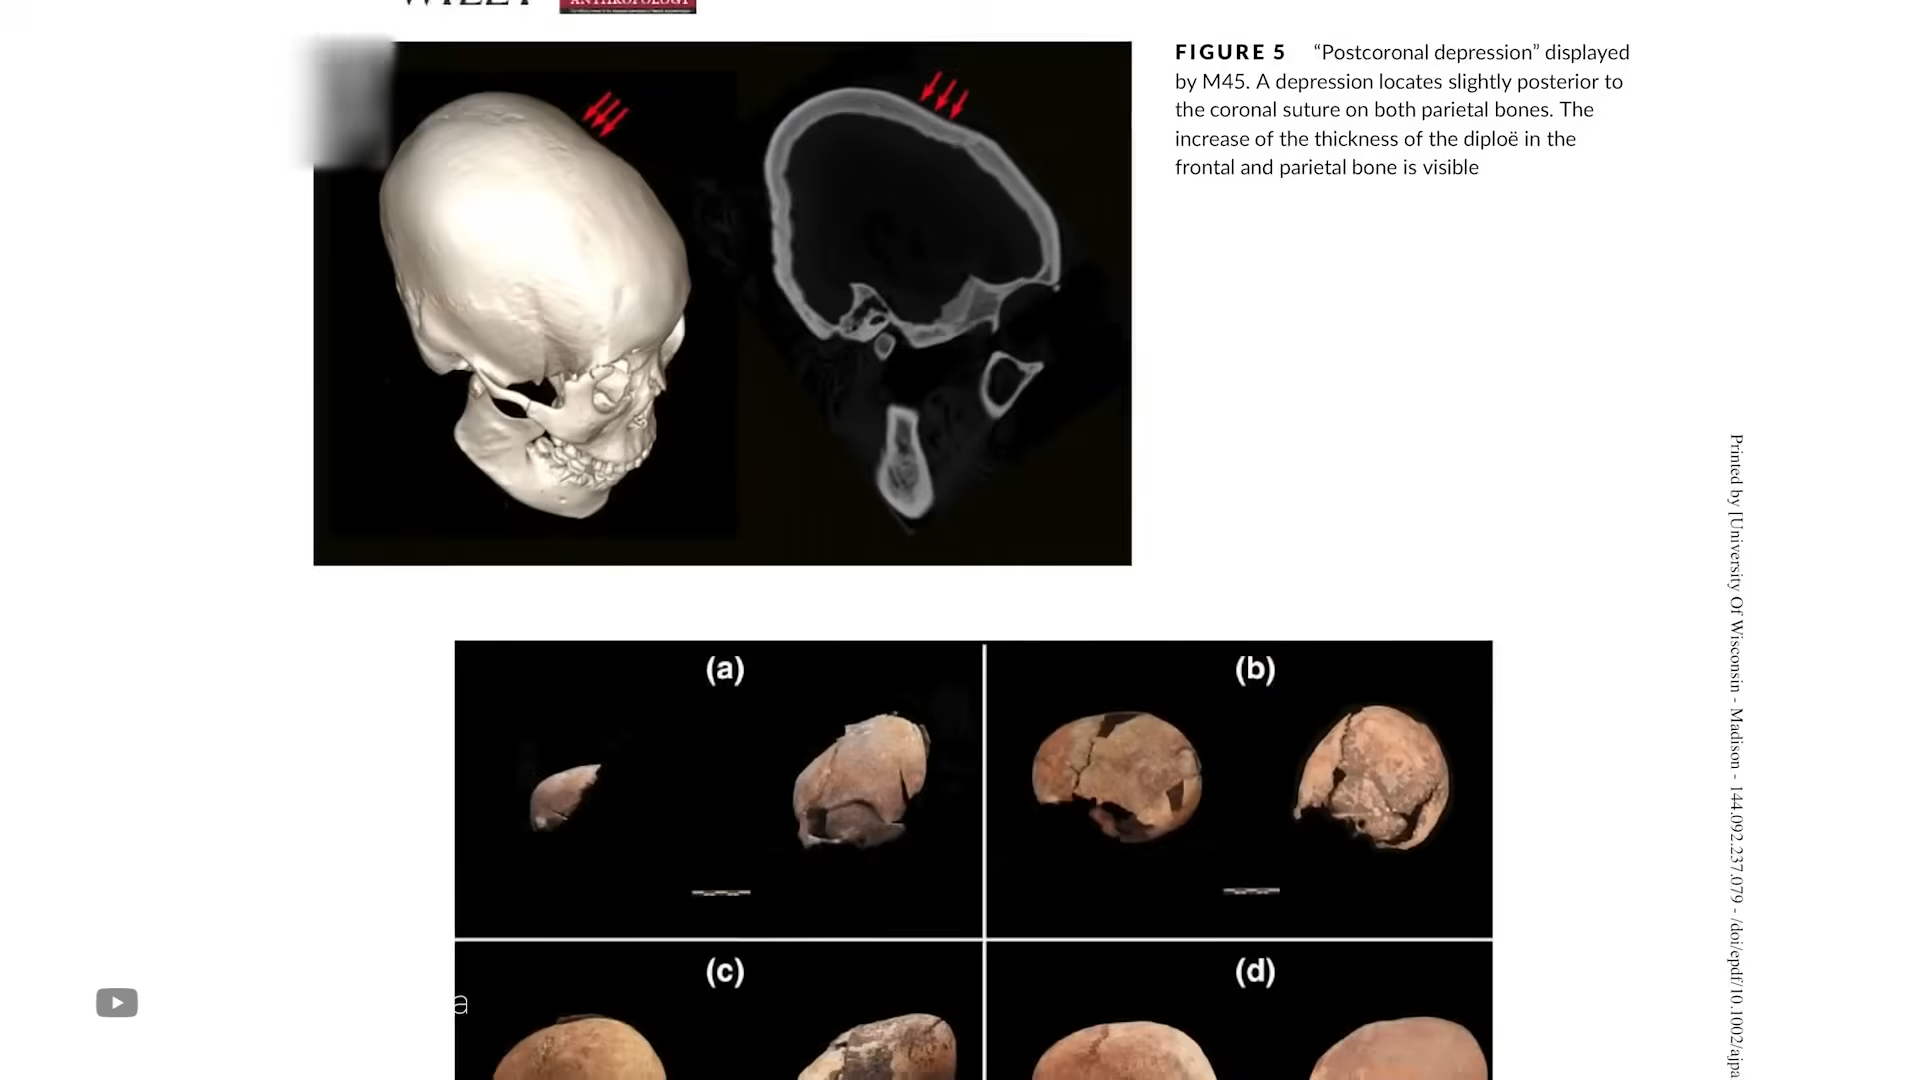 WILEY
ANTHROPOLOGY
FIGURE 5 “Postcoronal depression” displayed
by M45. A depression locates slightly posterior to
the coronal suture on both parietal bones. The
increase of the thickness of the diploë in the
frontal and parietal bone is visible
(a)
(b)
(c)
(d)
a
Printed by [University Of Wisconsin - Madison - 144.092.237.079 - /doi/epdf/10.1002/ajpa